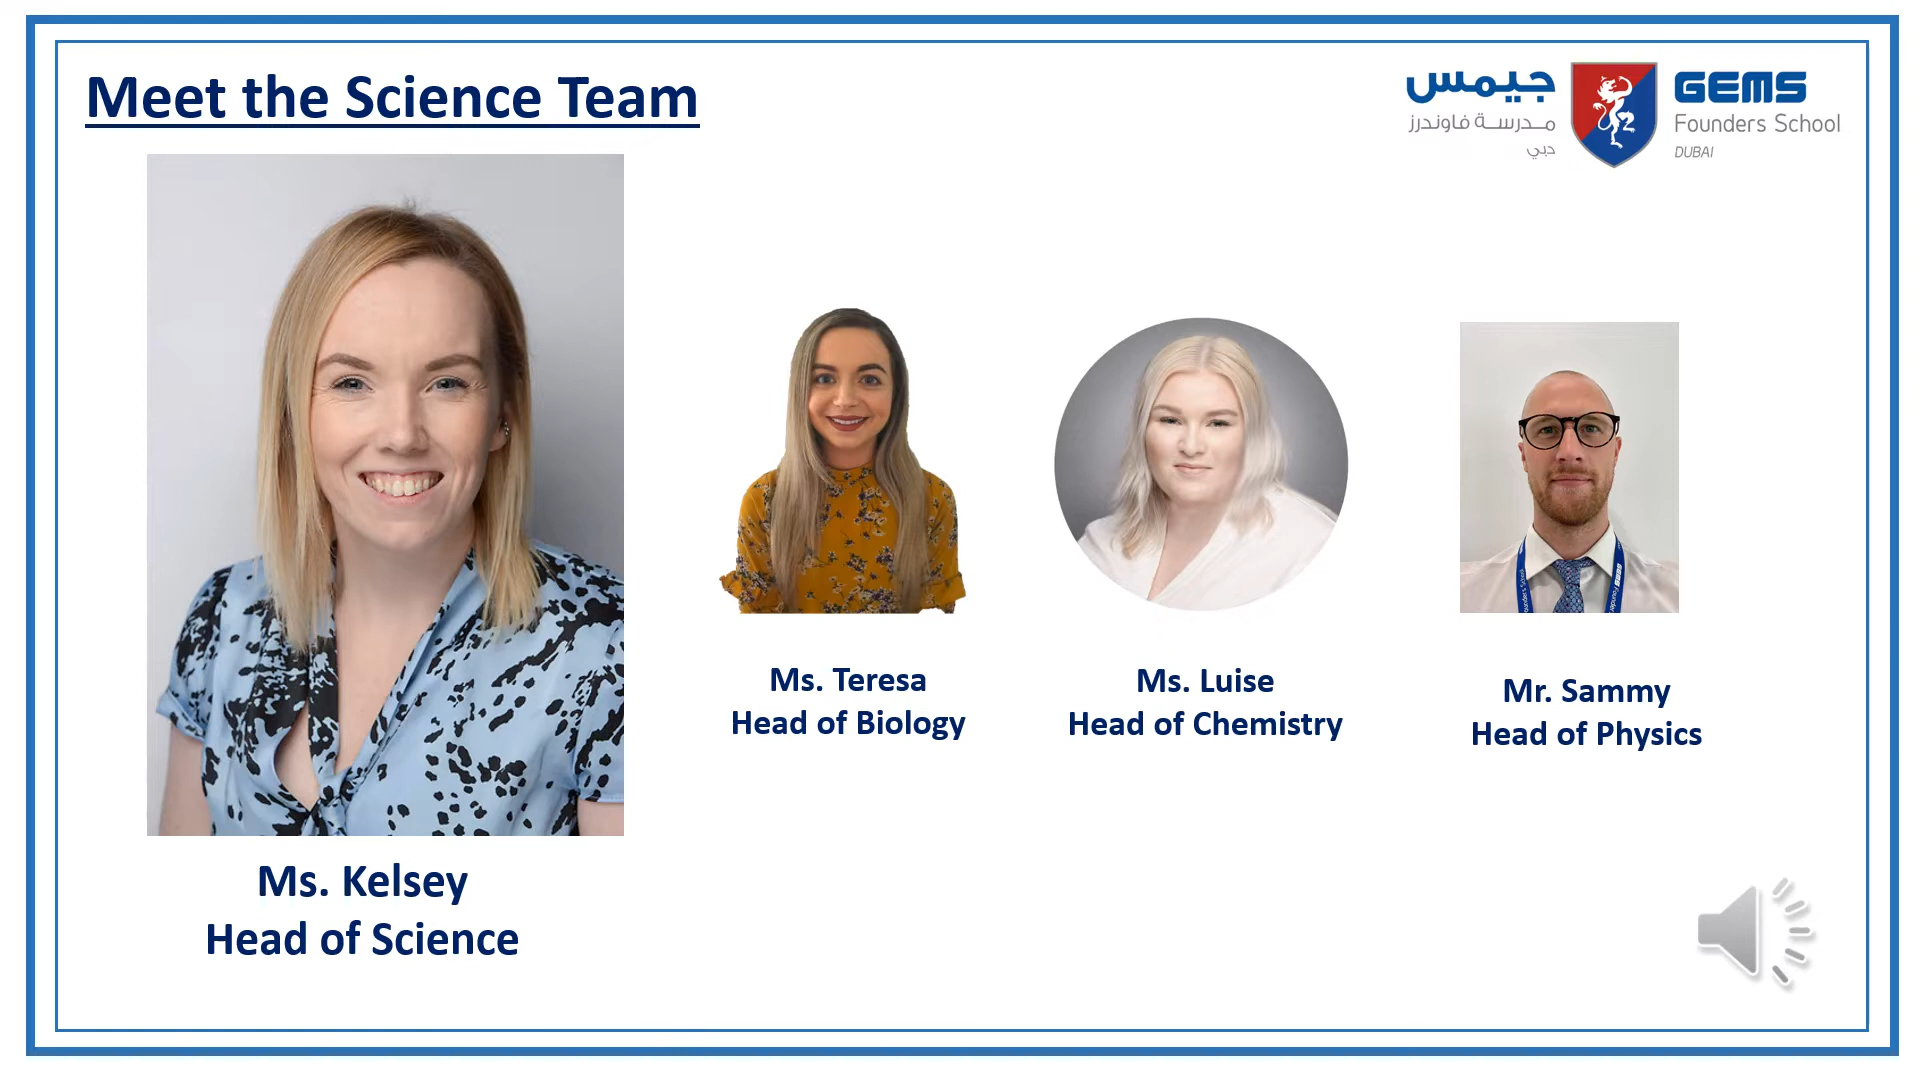 Meet the Science Team
جيمس
مـدرسـة فاوندرز
دبي
GEMS
Founders School
DUBAI
Ms. Teresa
Head of Biology
Ms. Luise
Head of Chemistry
Mr. Sammy
Head of Physics
Ms. Kelsey
Head of Science